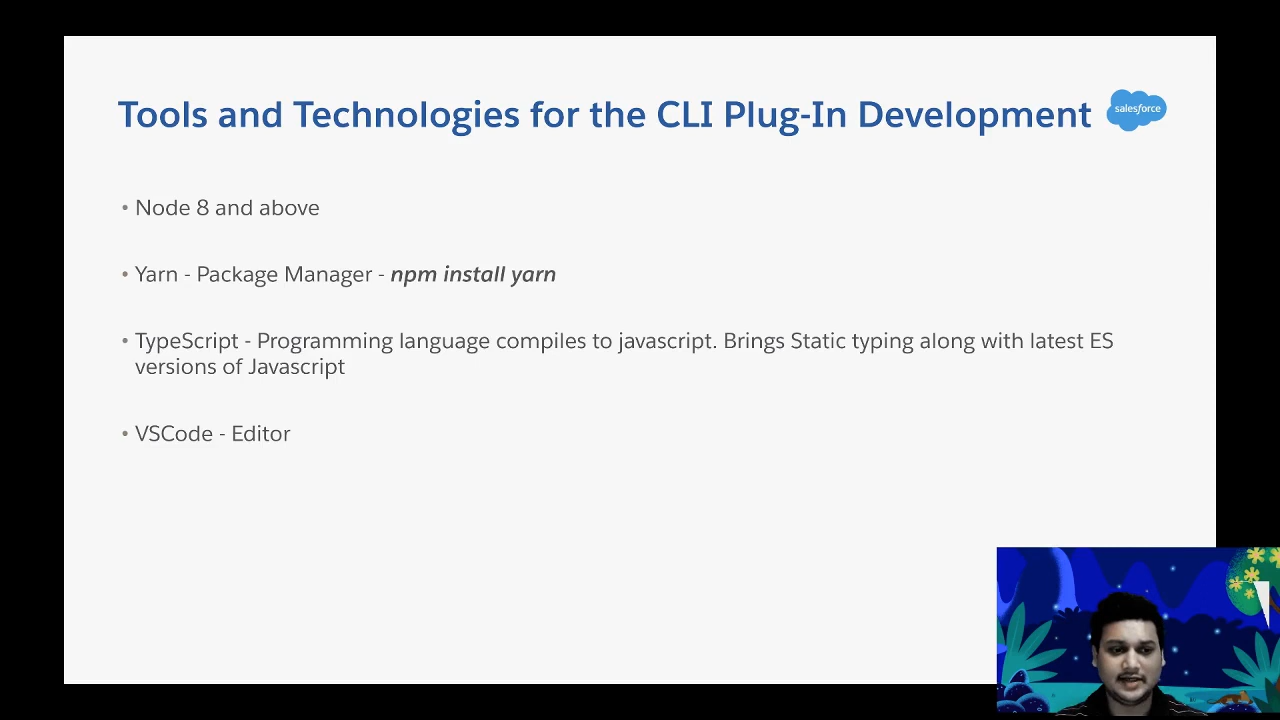 Tools and Technologies for the CLI Plug-In Development
salesforce
• Node 8 and above
• Yarn - Package Manager - npm install yarn
• TypeScript - Programming language compiles to javascript. Brings Static typing along with latest ES
versions of Javascript
• VSCode - Editor